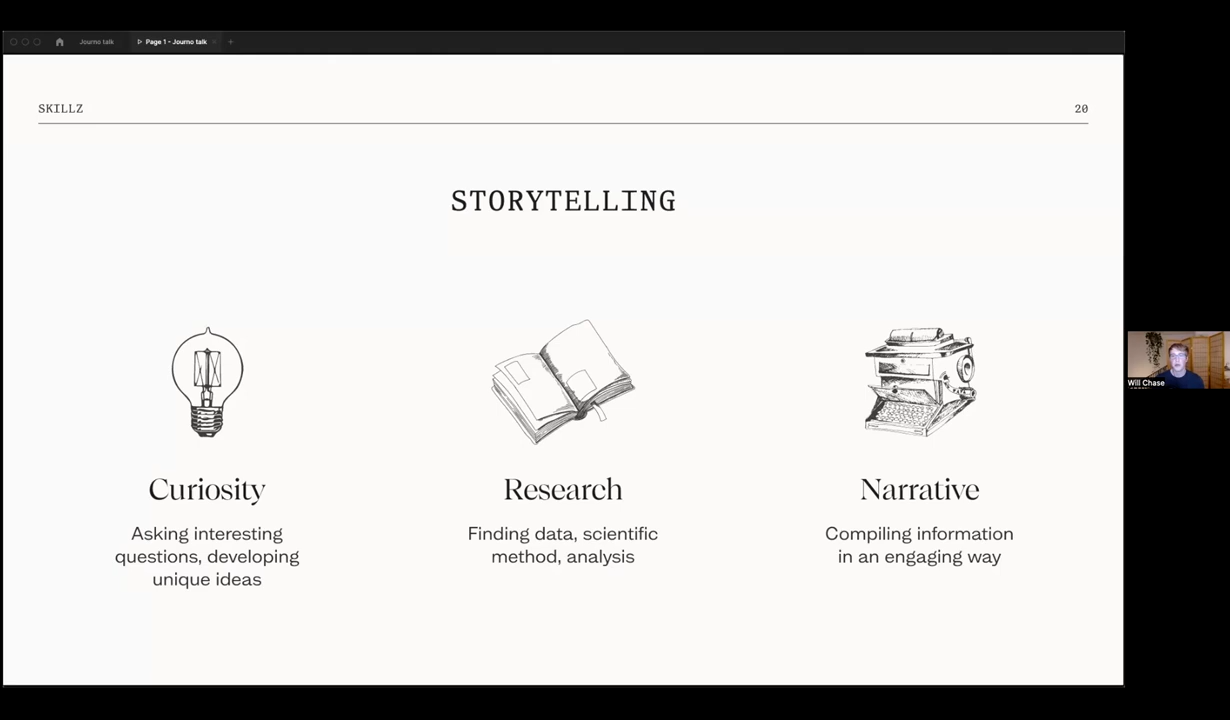 Journo talk
Page 1 - Journo talk
SKILLZ
20
STORYTELLING
Curiosity
Asking interesting
questions, developing
unique ideas
Research
Finding data, scientific
method, analysis
Narrative
Compiling information
in an engaging way
Will Chase